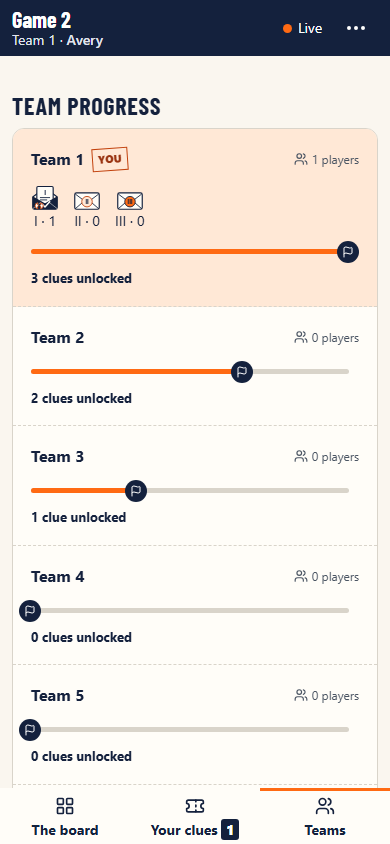 Game 2
Team 1 · Avery
Live
TEAM PROGRESS
Team 1 YOU 1 players
I · 1 II · 0 III · 0
3 clues unlocked
Team 2 0 players
2 clues unlocked
Team 3 0 players
1 clue unlocked
Team 4 0 players
0 clues unlocked
Team 5 0 players
0 clues unlocked
The board Your clues 1 Teams